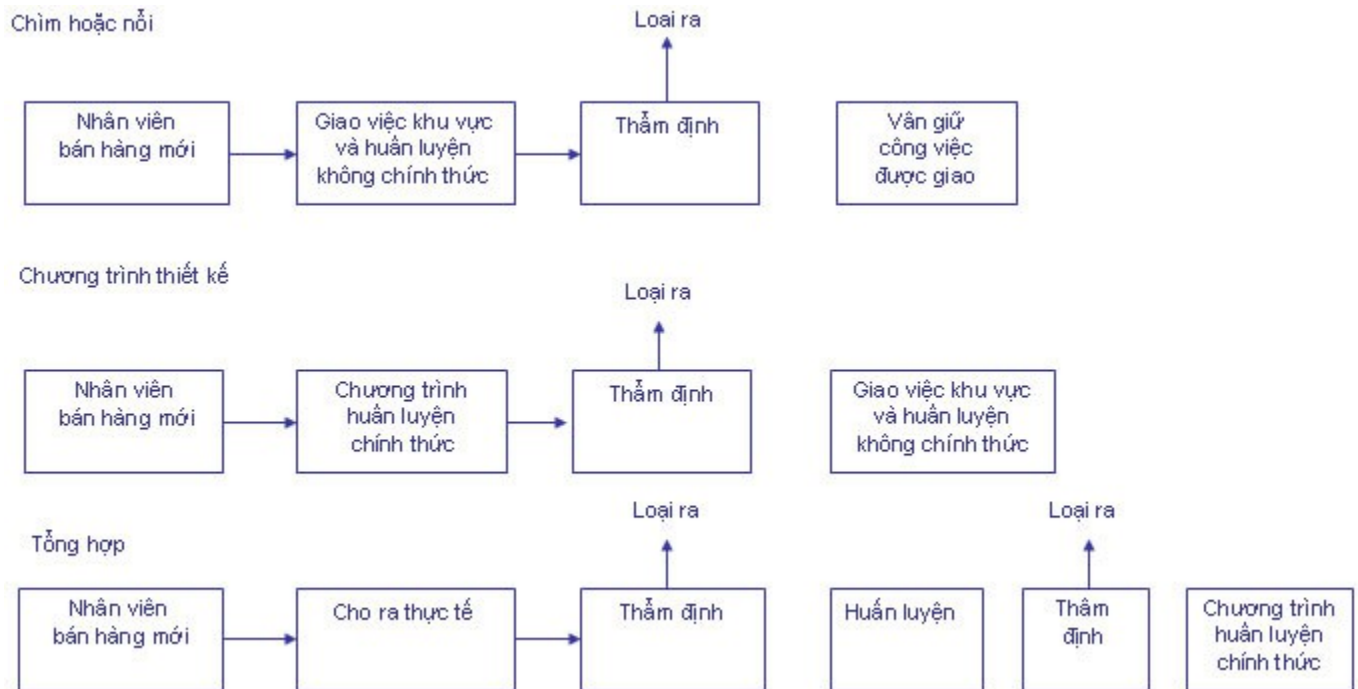 Chìm hoặc nỗi
Loai ra
Nhân viên
bán hàng mới
Giao việc khu vực
và huấn luyện
không chính thức
Thẩm định
Vân giữ
công việc
được giao
Chương trình thiết kế
Loại ra
Nhân viên
bán hàng mới
Chương trình
huấn luyện
chính thức
Thẩm định
Giao việc khu vực
và huấn luyện
không chính thức
Tổng hợp
Loại ra
Loại ra
Nhân viên
bán hàng mới
Cho ra thực tế
Thẩm định
Huấn luyện
Thâm
định
Chương trình
huấn luyện
chính thức